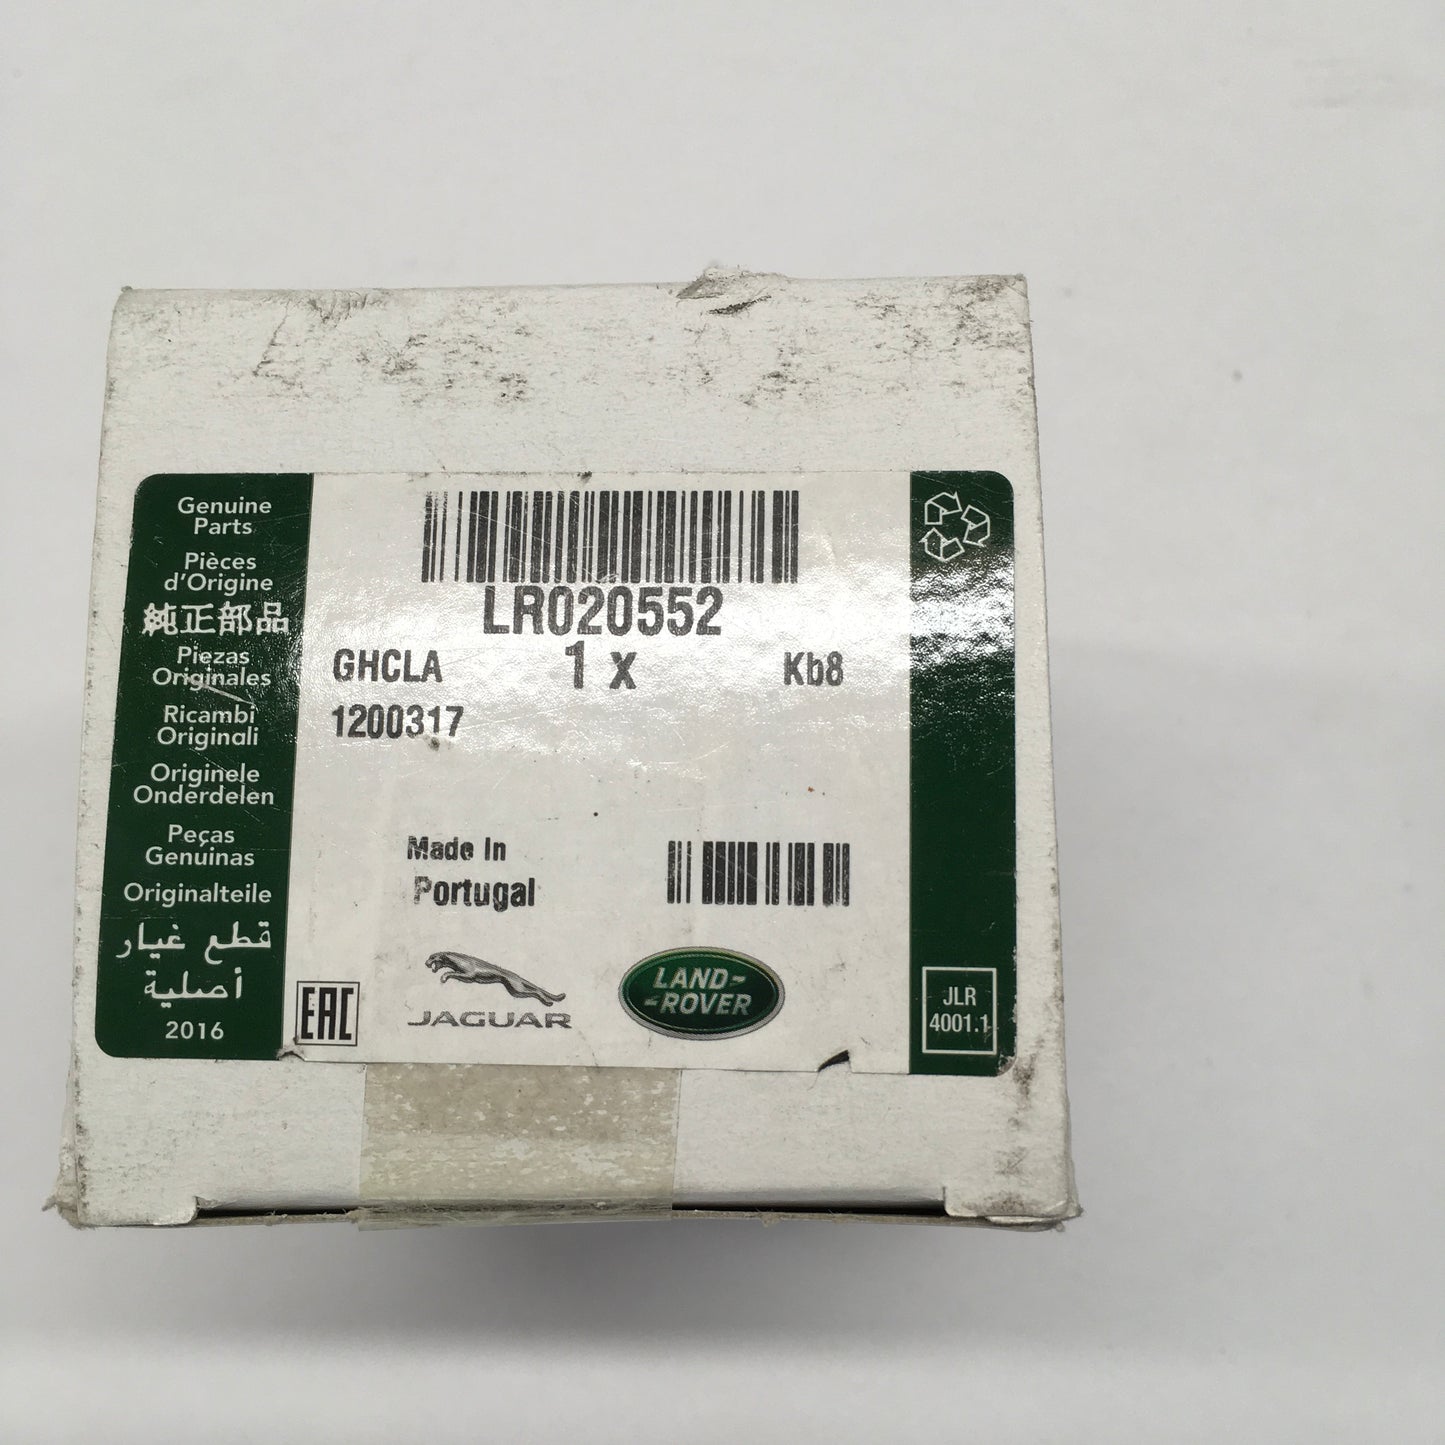 Genuine
Parts
Pièces
d'Origine
純正部品
Piezas
Originales
Ricambi
Originali
Originele
Onderdelen
Peças
Genuinas
Originalteile
قطع غيار
أصلية
2016
LR020552
GHCLA 1 x Kb8
1200317
Made In
Portugal
EAC
JAGUAR
LAND-
-ROVER
JLR
4001.1